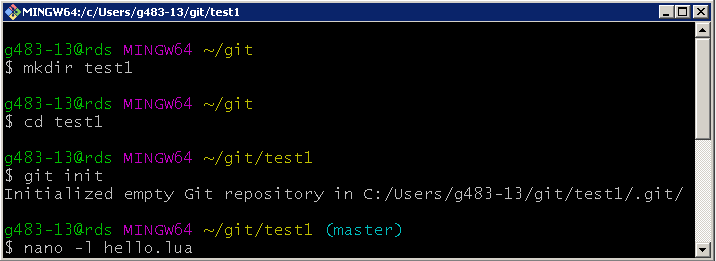 MINGW64:/c/Users/g483-13/git/test1
g483-13@rds MINGW64 ~/git
$ mkdir test1
g483-13@rds MINGW64 ~/git
$ cd test1
g483-13@rds MINGW64 ~/git/test1
$ git init
Initialized empty Git repository in C:/Users/g483-13/git/test1/.git/
g483-13@rds MINGW64 ~/git/test1 (master)
$ nano -l hello.lua